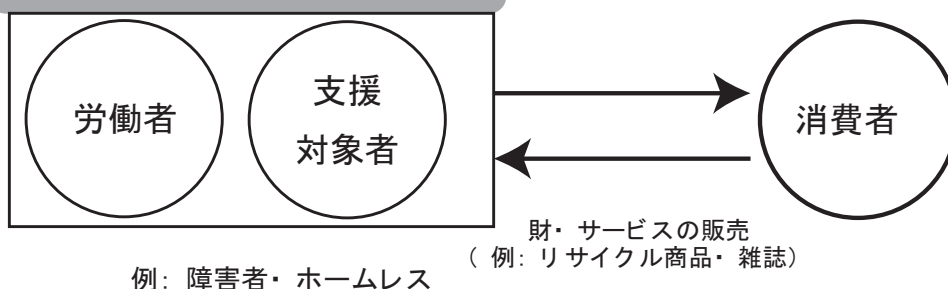 労働者
支援
対象者
消費者
財・サービスの販売
(例:リサイクル商品・雑誌)
例:障害者・ホームレス